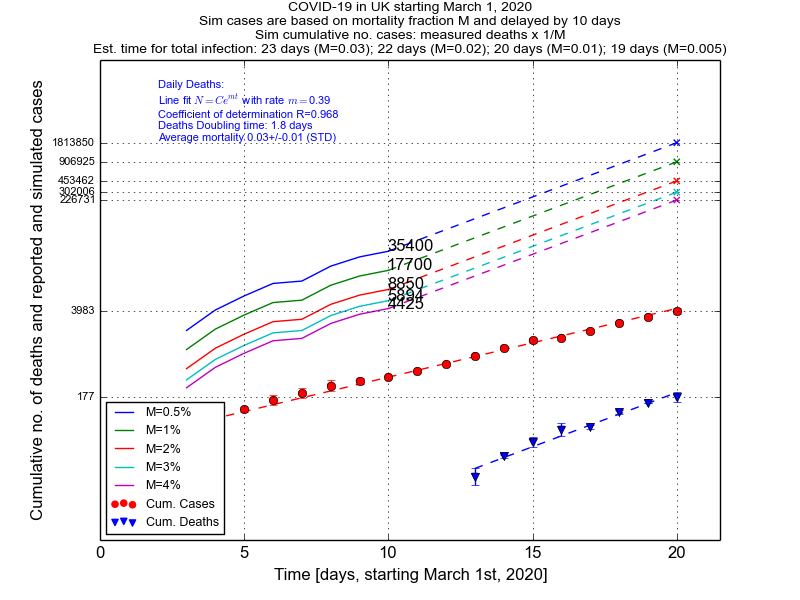 COVID-19 in UK starting March 1, 2020
Sim cases are based on mortality fraction M and delayed by 10 days
Sim cumulative no. cases: measured deaths x 1/M
Est. time for total infection: 23 days (M=0.03); 22 days (M=0.02); 20 days (M=0.01); 19 days (M=0.005)
Daily Deaths:
Line fit N = Ce^{mt} with rate m = 0.39
Coefficient of determination R=0.968
Deaths Doubling time: 1.8 days
Average mortality 0.03+/-0.01 (STD)
Cumulative no. of deaths and reported and simulated cases
1813850
906925
453462
302006
226731
3983
177
35400
17700
8850
5894
4425
M=0.5%
M=1%
M=2%
M=3%
M=4%
Cum. Cases
Cum. Deaths
0 5 10 15 20
Time [days, starting March 1st, 2020]